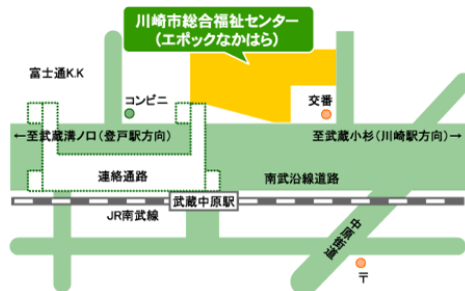 川崎市総合福祉センター
(エポックなかはら)
富士通K.K
コンビニ
交番
←至武蔵溝ノ口(登戸駅方向)
至武蔵小杉(川崎駅方向)→
連絡通路
南武沿線道路
武蔵中原駅
JR南武線
中原街道
〒